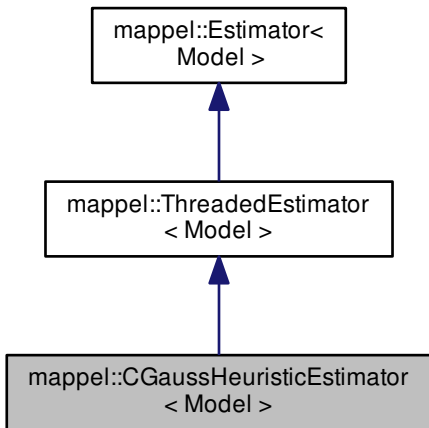 mappel::Estimator<
Model >
mappel::ThreadedEstimator
< Model >
mappel::CGaussHeuristicEstimator
< Model >